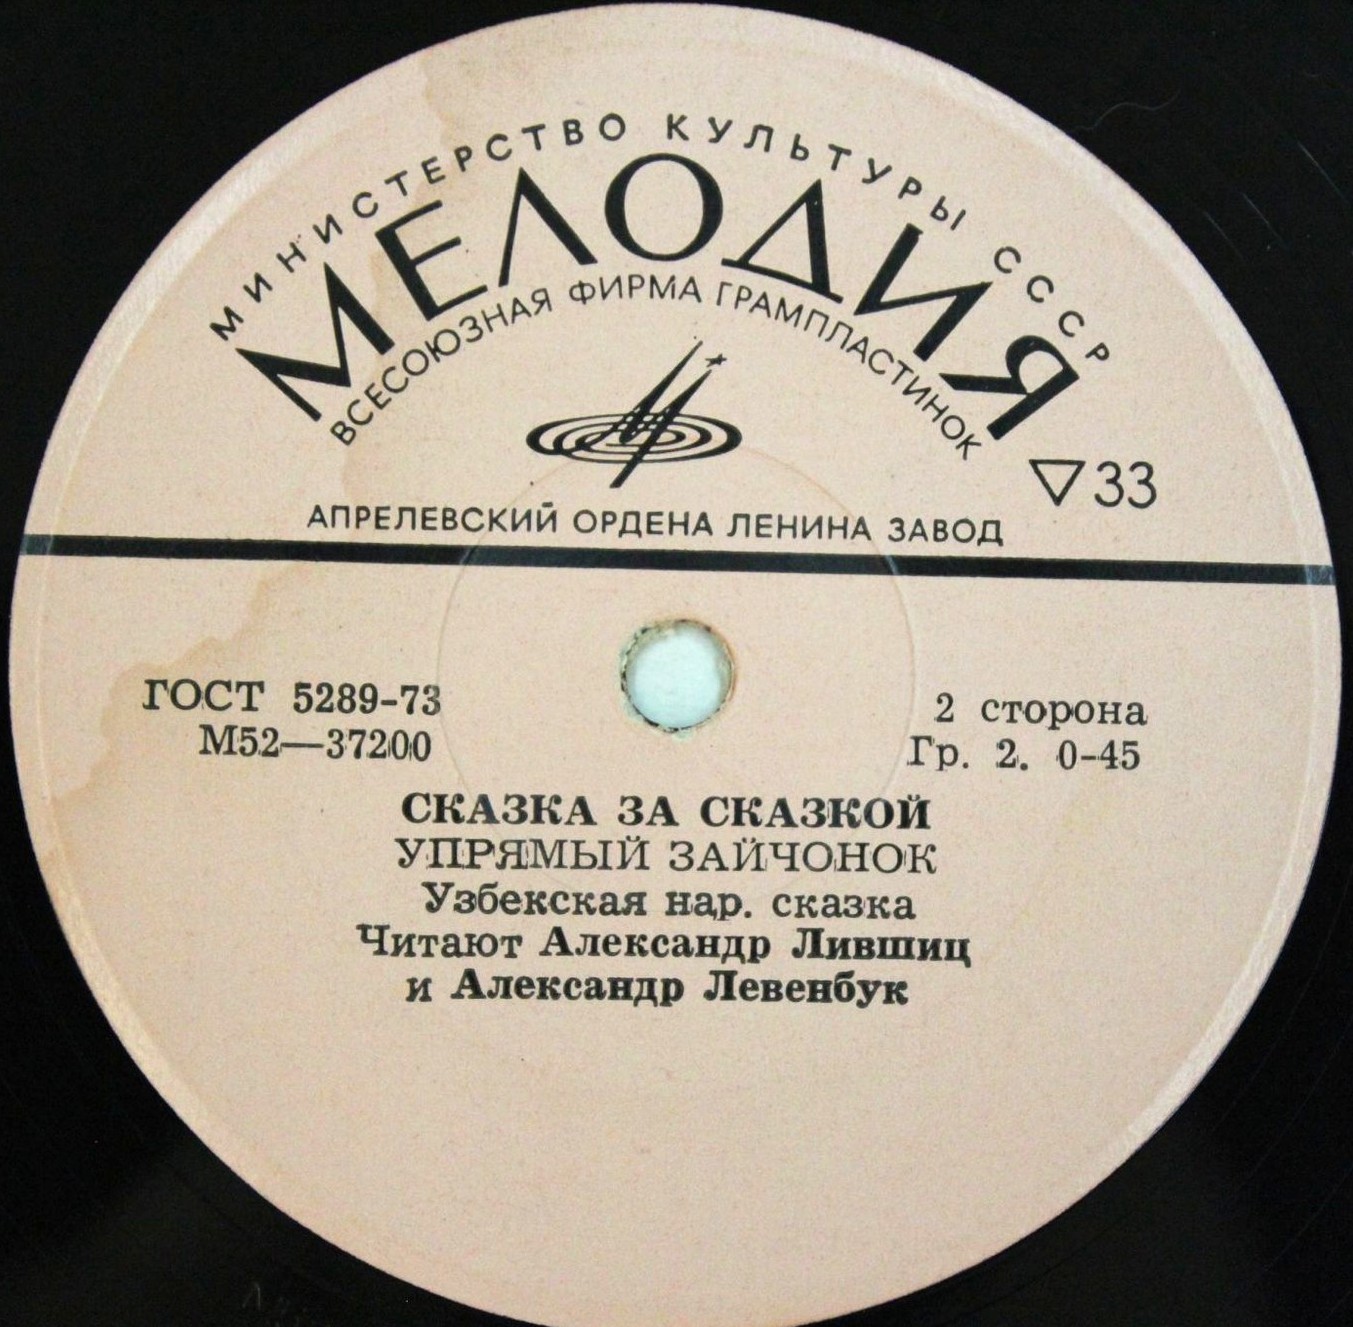 МИНИСТЕРСТВО КУЛЬТУРЫ СССР
МЕЛОДИЯ
ВСЕСОЮЗНАЯ ФИРМА ГРАМПЛАСТИНОК
33
АПРЕЛЕВСКИЙ ОРДЕНА ЛЕНИНА ЗАВОД
ГОСТ 5289-73
М52—37200
2 сторона
Гр. 2. 0-45
СКАЗКА ЗА СКАЗКОЙ
УПРЯМЫЙ ЗАЙЧОНОК
Узбекская нар. сказка
Читают Александр Лившиц
и Александр Левенбук